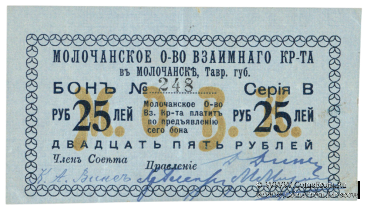 МОЛОЧАНСКОЕ О-ВО ВЗАИМНАГО КР-ТА
въ МОЛОЧАНСКѢ, Тавр. губ.
БОНЪ № 248 Серія В
РУБ 25 ЛЕЙ Молочанское О-во РУБ 25 ЛЕЙ
Вз. Кр-та платитъ
по предъявленію
сего бона
ДВАДЦАТЬ ПЯТЬ РУБЛЕЙ
Членъ Совѣта Правленіе